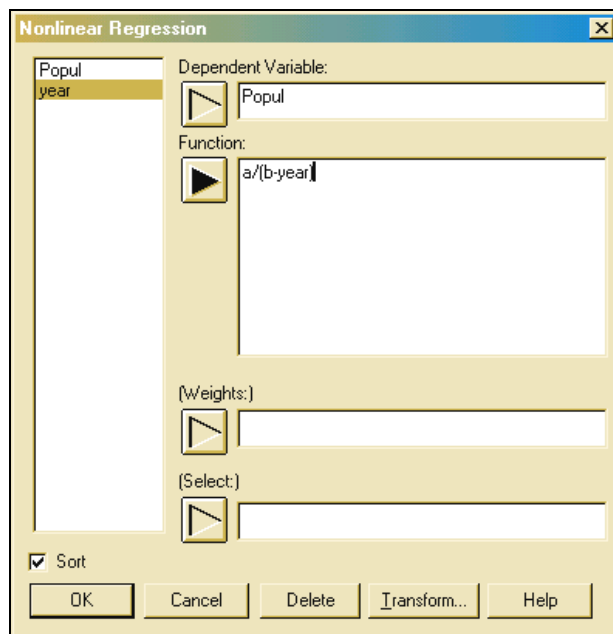 Nonlinear Regression
Popul
year
Dependent Variable:
Popul
Function:
a/(b-year)
(Weights:)
(Select:)
Sort
OK Cancel Delete Transform... Help